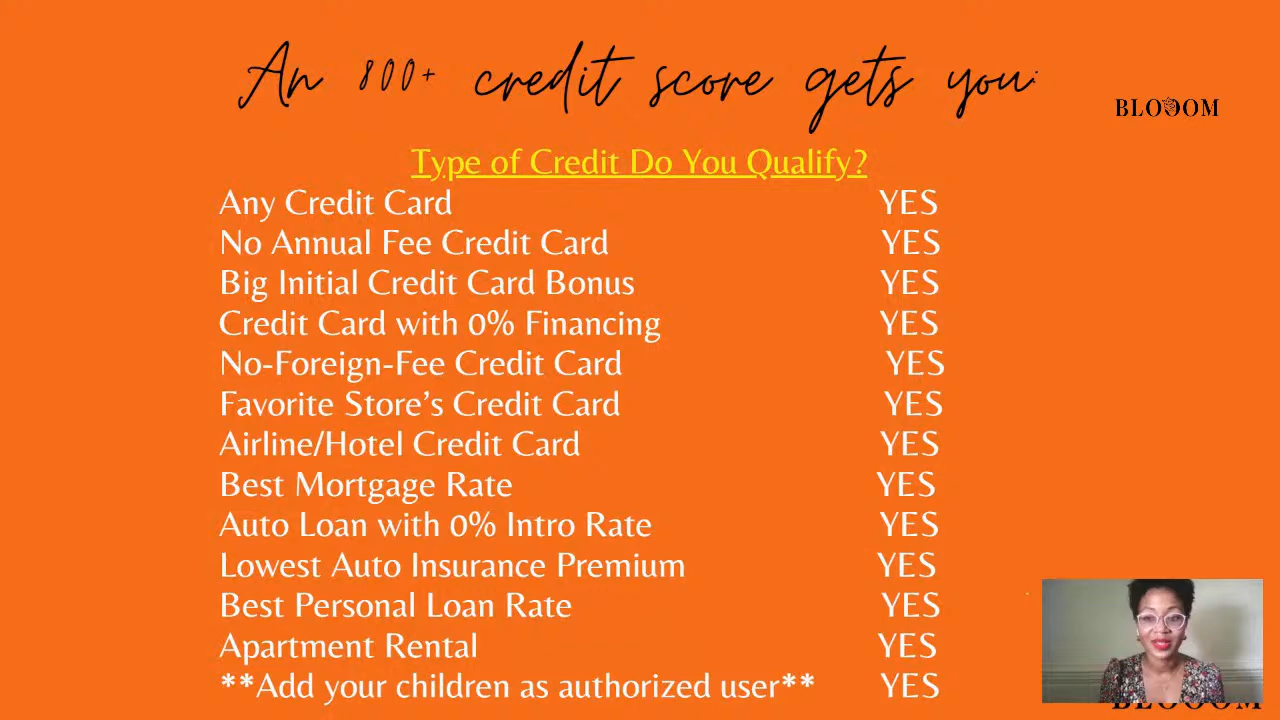 An 800+ credit score gets you:
BLOOOM
Type of Credit Do You Qualify?
Any Credit Card YES
No Annual Fee Credit Card YES
Big Initial Credit Card Bonus YES
Credit Card with 0% Financing YES
No-Foreign-Fee Credit Card YES
Favorite Store’s Credit Card YES
Airline/Hotel Credit Card YES
Best Mortgage Rate YES
Auto Loan with 0% Intro Rate YES
Lowest Auto Insurance Premium YES
Best Personal Loan Rate YES
Apartment Rental YES
**Add your children as authorized user** YES
BLOOOM